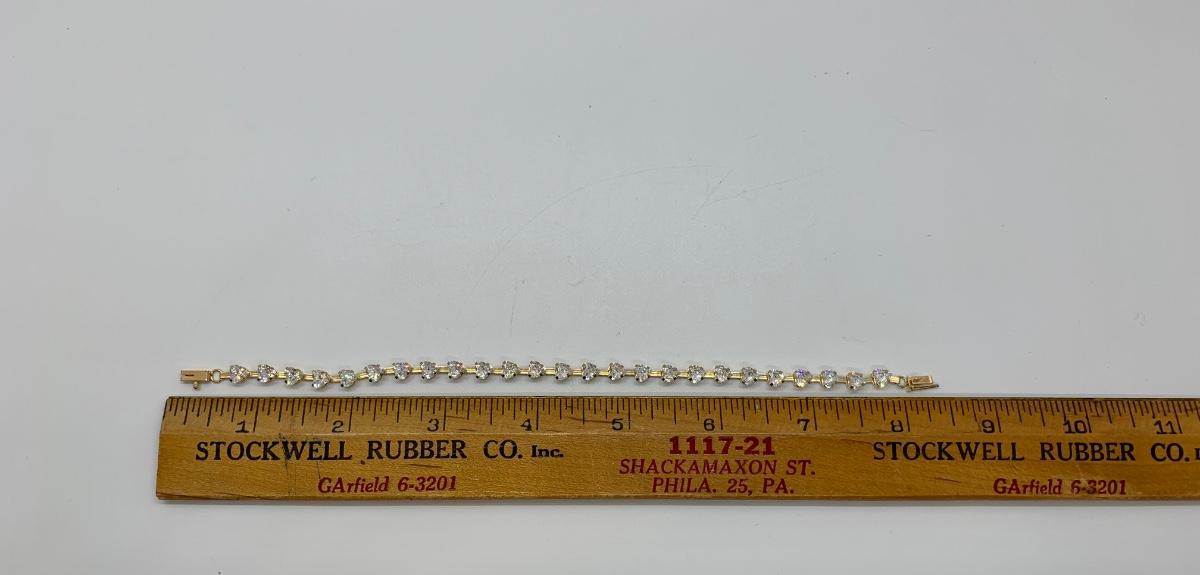 1 2 3 4 5 6 7 8 9 10 11
STOCKWELL RUBBER CO. Inc. 1117-21 STOCKWELL RUBBER CO.
SHACKAMAXON ST.
GArfield 6-3201 PHILA. 25, PA. GArfield 6-3201